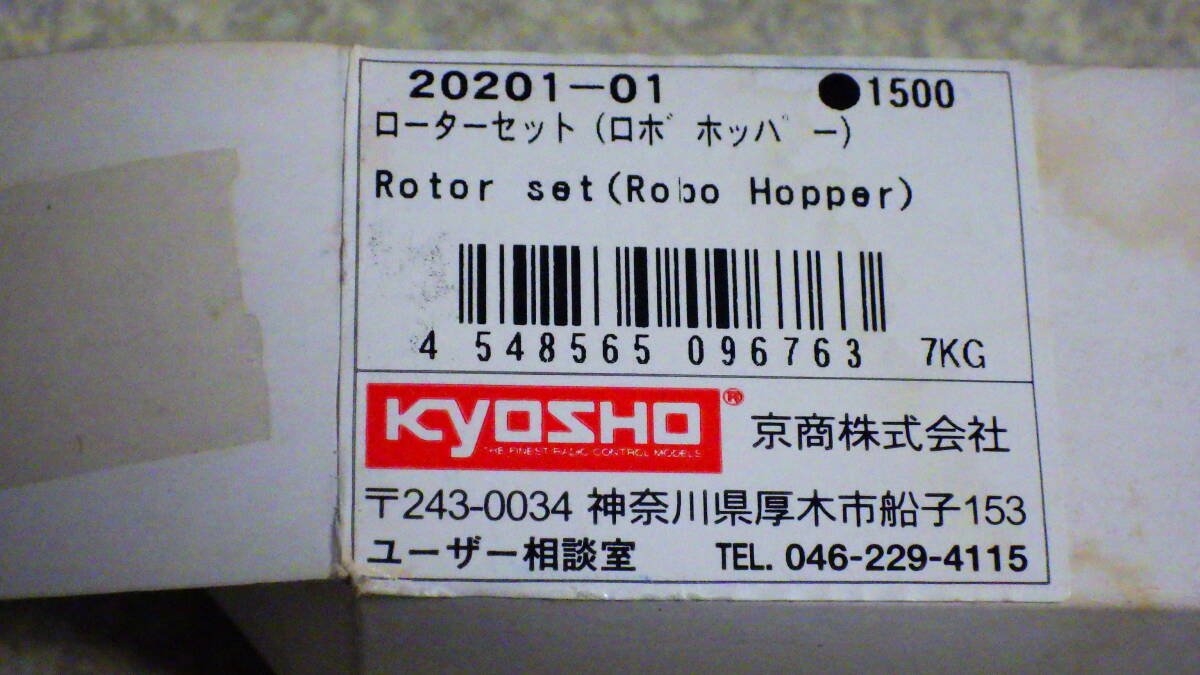 20201-01 ●1500
ローターセット(ロボホッパー)
Rotor set(Robo Hopper)
4 548565 096763 7KG
KYOSHO®
THE FINEST RADIO CONTROL MODELS
京商株式会社
〒243-0034 神奈川県厚木市船子153
ユーザー相談室 TEL. 046-229-4115